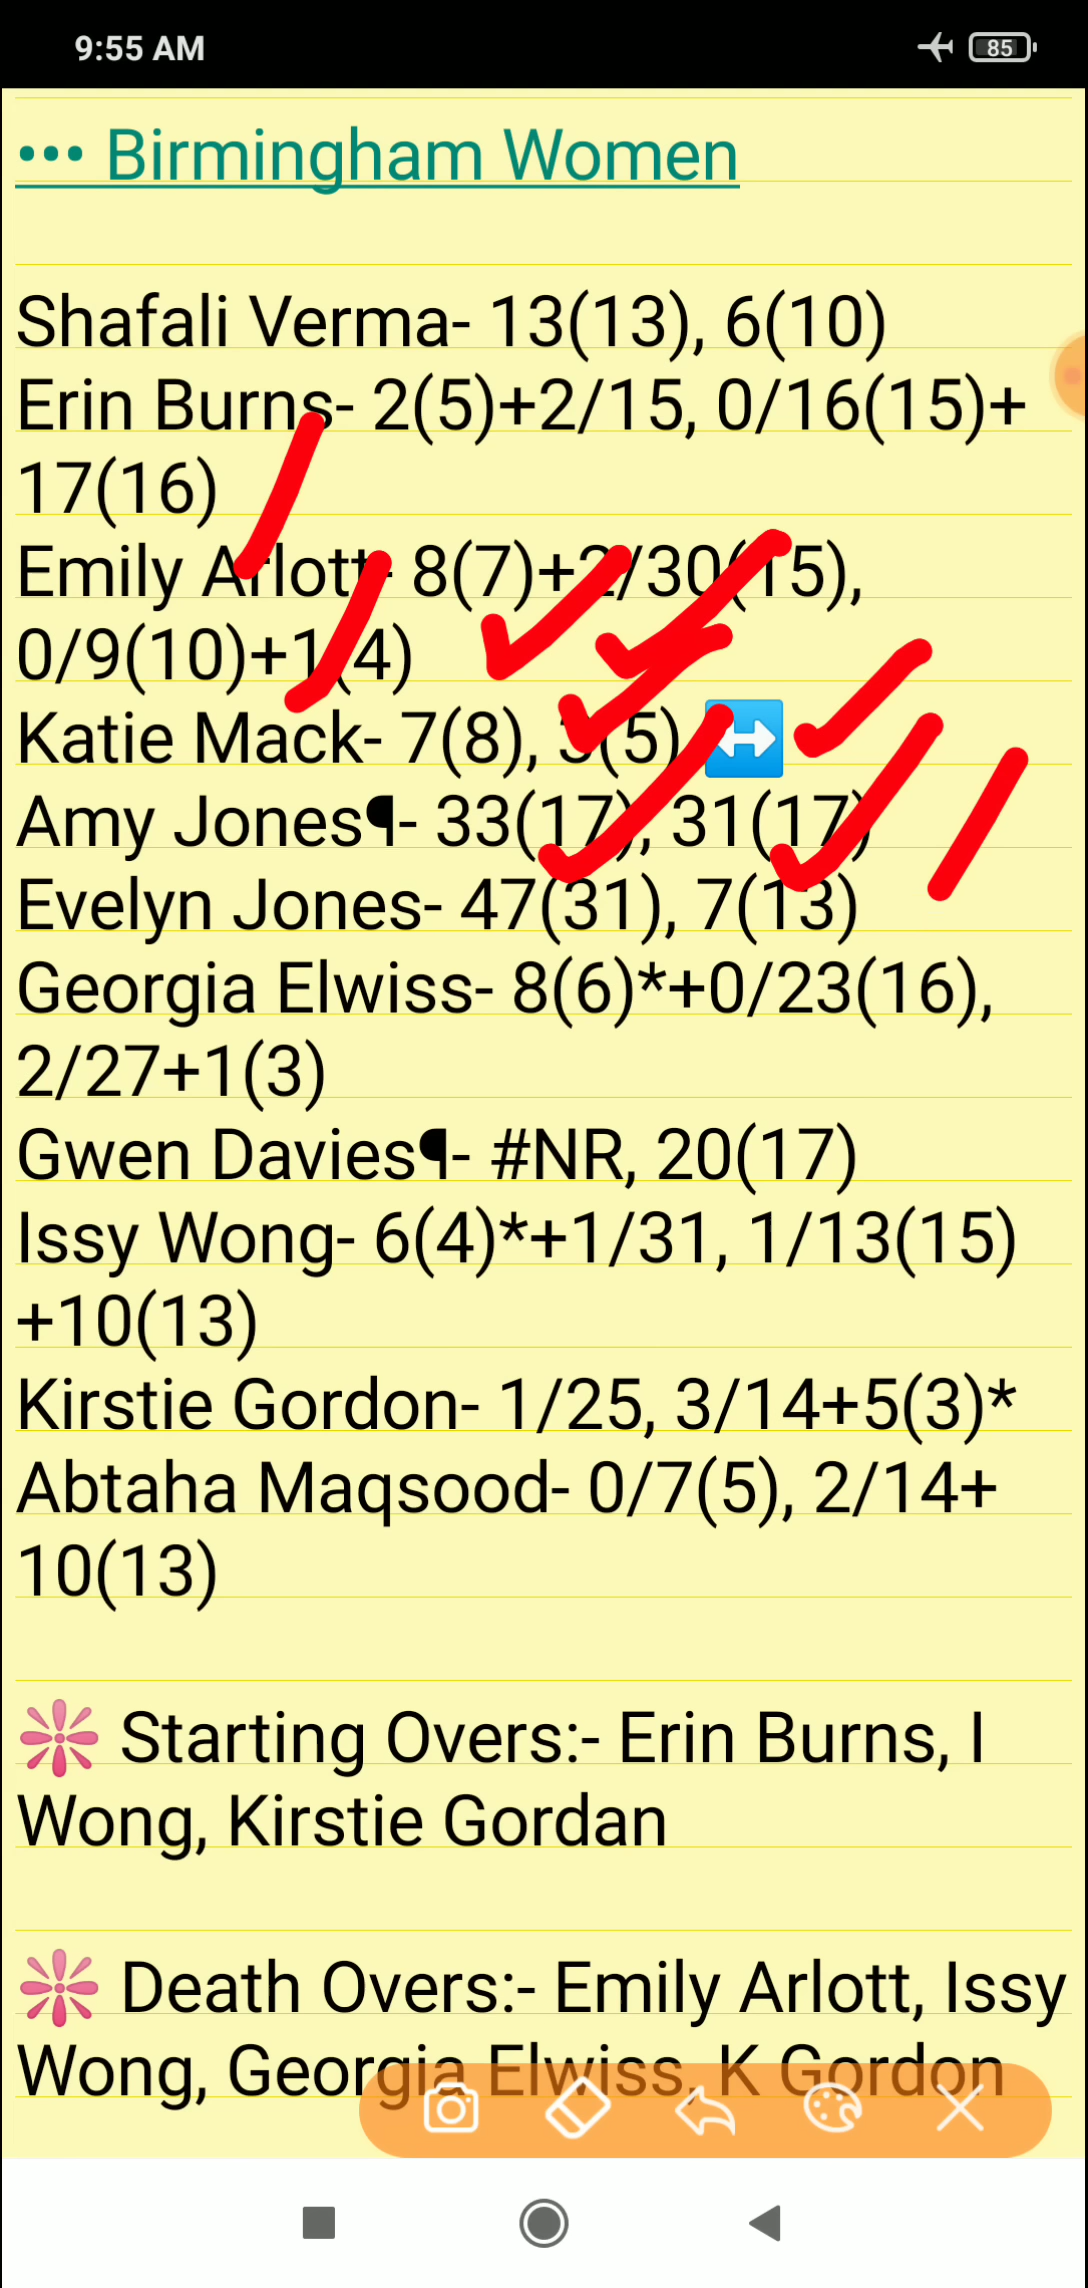 9:55 AM
85
••• Birmingham Women
Shafali Verma- 13(13), 6(10)
Erin Burns- 2(5)+2/15, 0/16(15)+
17(16)
Emily Arlott- 8(7)+2/30(15),
0/9(10)+1(4)
Katie Mack- 7(8), 3(5) ↔️
Amy Jones¶- 33(17), 31(17)
Evelyn Jones- 47(31), 7(13)
Georgia Elwiss- 8(6)*+0/23(16),
2/27+1(3)
Gwen Davies¶- #NR, 20(17)
Issy Wong- 6(4)*+1/31, 1/13(15)
+10(13)
Kirstie Gordon- 1/25, 3/14+5(3)*
Abtaha Maqsood- 0/7(5), 2/14+
10(13)
Starting Overs:- Erin Burns, I
Wong, Kirstie Gordan
Death Overs:- Emily Arlott, Issy
Wong, Georgia Elwiss, K Gordon